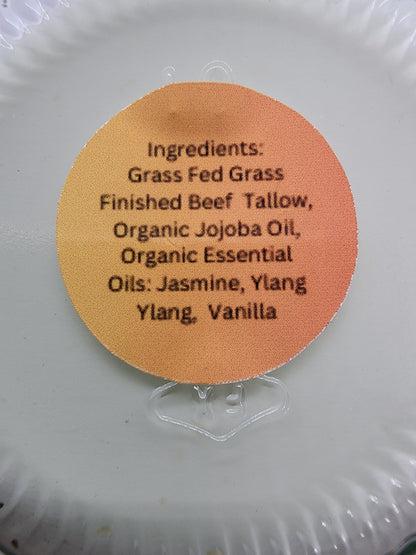 Ingredients:
Grass Fed Grass
Finished Beef Tallow,
Organic Jojoba Oil,
Organic Essential
Oils: Jasmine, Ylang
Ylang, Vanilla